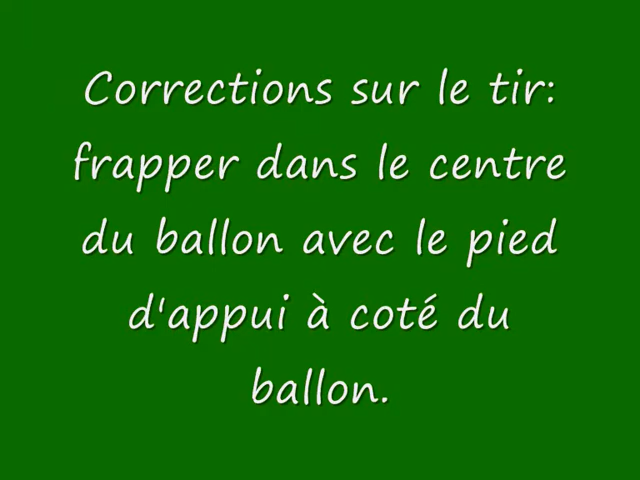 Corrections sur le tir:
frapper dans le centre
du ballon avec le pied
d'appui à coté du
ballon.